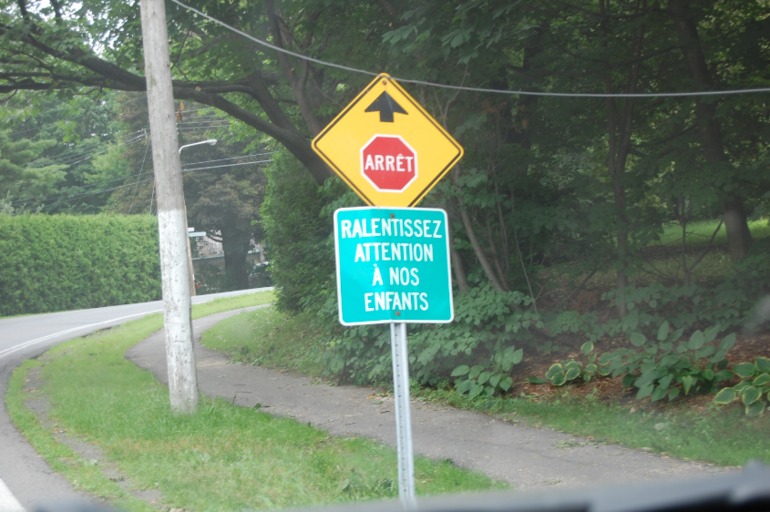 ARRÊT
RALENTISSEZ
ATTENTION
À NOS
ENFANTS